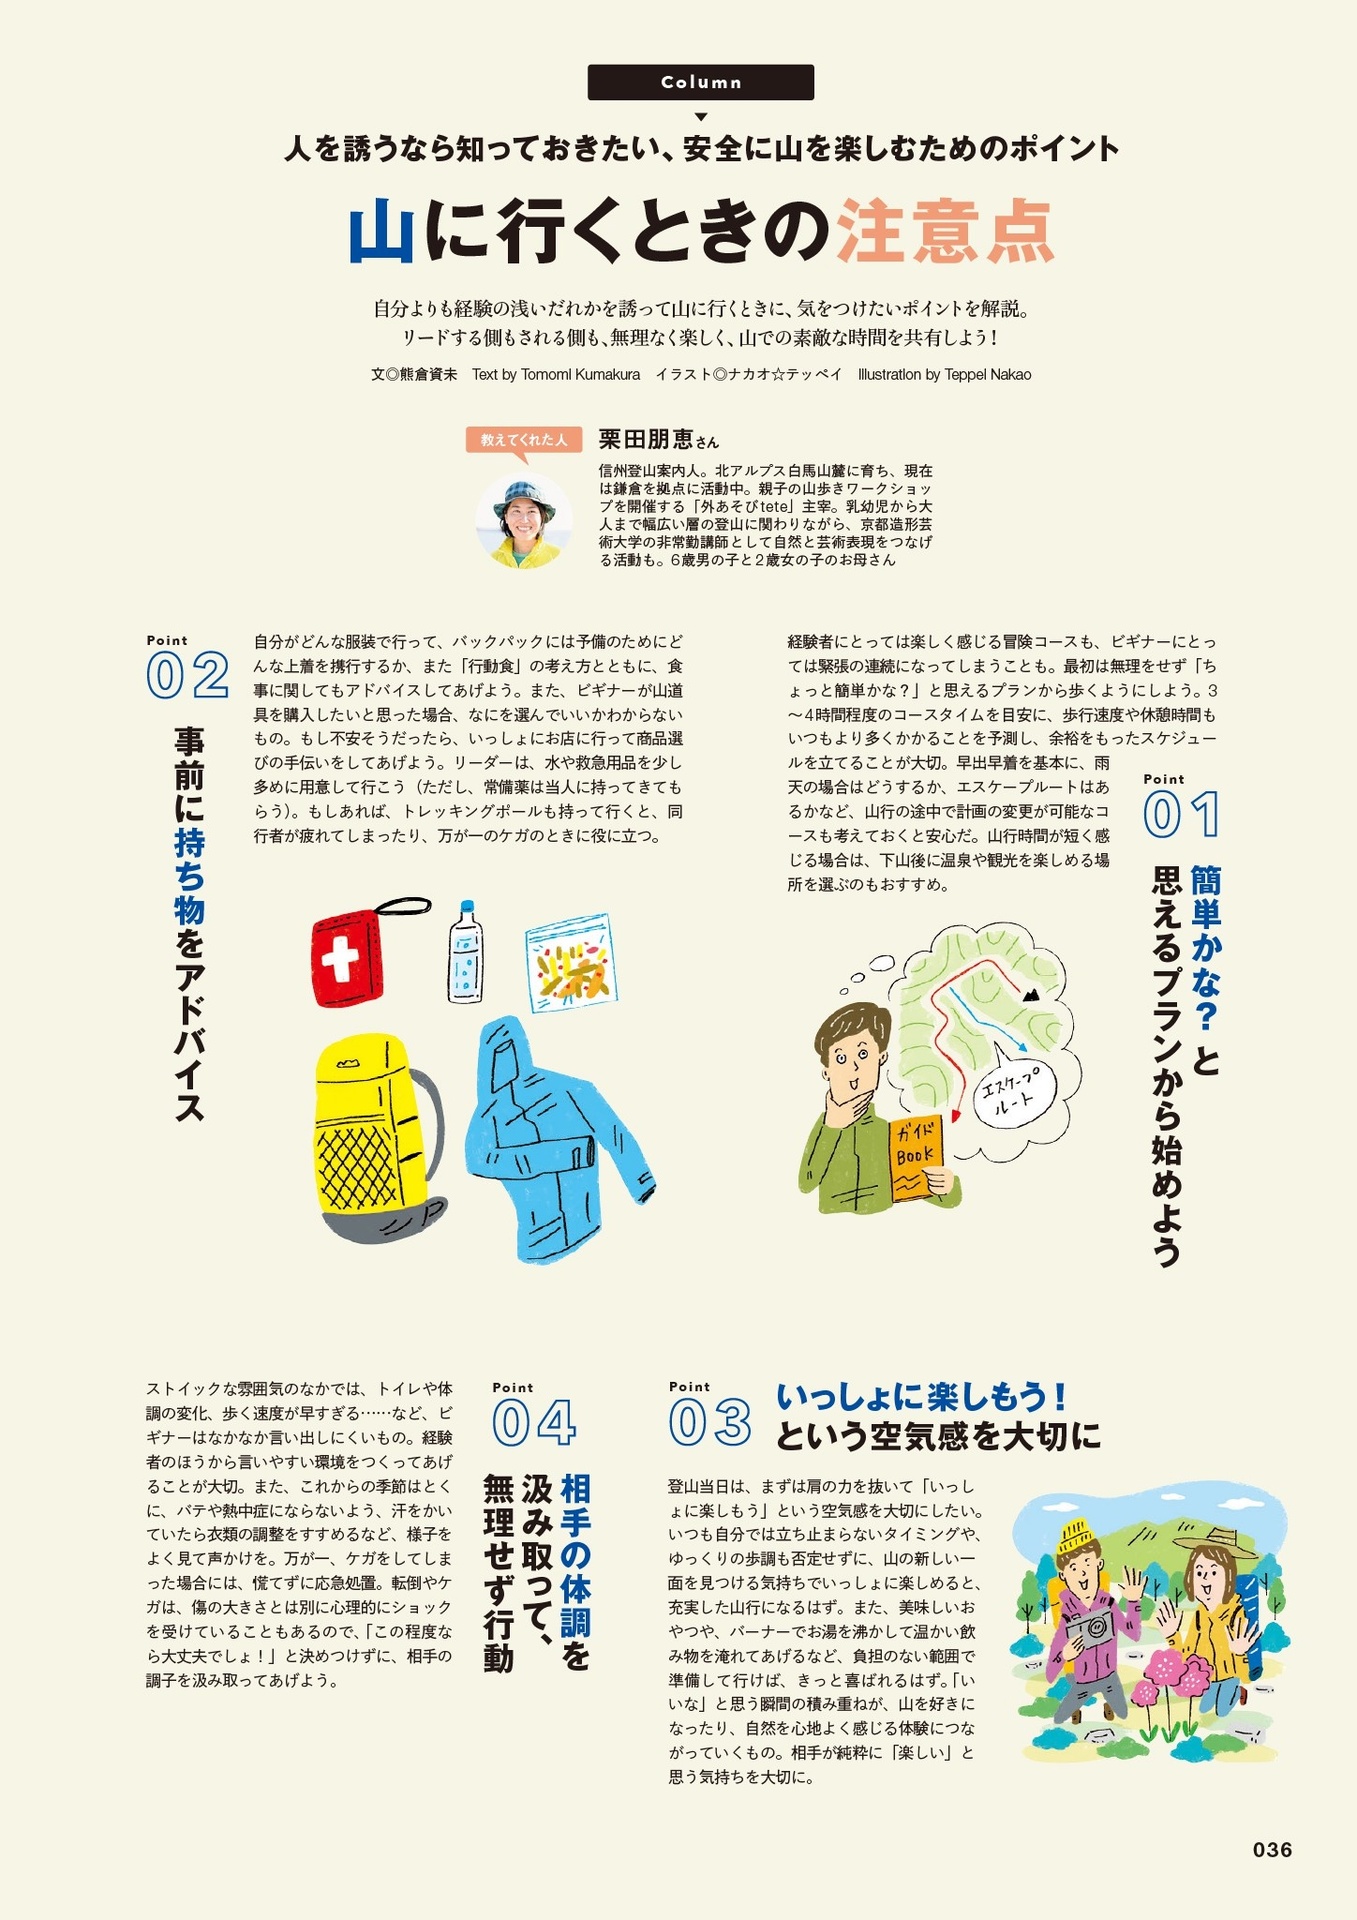 Column
人を誘うなら知っておきたい、安全に山を楽しむためのポイント
山に行くときの注意点
自分よりも経験の浅いだれかを誘って山に行くときに、気をつけたいポイントを解説。
リードする側もされる側も、無理なく楽しく、山での素敵な時間を共有しよう！
文◎熊倉資未　Text by Tomomi Kumakura　イラスト◎ナカオ☆テッペイ　Illustration by Teppei Nakao
教えてくれた人
栗田朋恵さん
信州登山案内人。北アルプス白馬山麓に育ち、現在
は鎌倉を拠点に活動中。親子の山歩きワークショッ
プを開催する「外あそびtete」主宰。乳幼児から大
人まで幅広い層の登山に関わりながら、京都造形芸
術大学の非常勤講師として自然と芸術表現をつなげ
る活動も。6歳男の子と2歳女の子のお母さん
Point
01
簡単かな？と
思えるプランから始めよう
経験者にとっては楽しく感じる冒険コースも、ビギナーにとっ
ては緊張の連続になってしまうことも。最初は無理をせず「ち
ょっと簡単かな？」と思えるプランから歩くようにしよう。3
～4時間程度のコースタイムを目安に、歩行速度や休憩時間も
いつもより多くかかることを予測し、余裕をもったスケジュー
ルを立てることが大切。早出早着を基本に、雨
天の場合はどうするか、エスケープルートはあ
るかなど、山行の途中で計画の変更が可能なコ
ースも考えておくと安心だ。山行時間が短く感
じる場合は、下山後に温泉や観光を楽しめる場
所を選ぶのもおすすめ。
エスケープ
ルート
ガイド
BOOK
Point
02
事前に持ち物をアドバイス
自分がどんな服装で行って、バックパックには予備のためにど
んな上着を携行するか、また「行動食」の考え方とともに、食
事に関してもアドバイスしてあげよう。また、ビギナーが山道
具を購入したいと思った場合、なにを選んでいいかわからない
もの。もし不安そうだったら、いっしょにお店に行って商品選
びの手伝いをしてあげよう。リーダーは、水や救急用品を少し
多めに用意して行こう（ただし、常備薬は当人に持ってきても
らう）。もしあれば、トレッキングポールも持って行くと、同
行者が疲れてしまったり、万が一のケガのときに役に立つ。
Point
03
いっしょに楽しもう！
という空気感を大切に
登山当日は、まずは肩の力を抜いて「いっし
ょに楽しもう」という空気感を大切にしたい。
いつも自分では立ち止まらないタイミングや、
ゆっくりの歩調も否定せずに、山の新しい一
面を見つける気持ちでいっしょに楽しめると、
充実した山行になるはず。また、美味しいお
やつや、バーナーでお湯を沸かして温かい飲
み物を淹れてあげるなど、負担のない範囲で
準備して行けば、きっと喜ばれるはず。「い
いな」と思う瞬間の積み重ねが、山を好きに
なったり、自然を心地よく感じる体験につな
がっていくもの。相手が純粋に「楽しい」と
思う気持ちを大切に。
Point
04
相手の体調を
汲み取って、
無理せず行動
ストイックな雰囲気のなかでは、トイレや体
調の変化、歩く速度が早すぎる……など、ビ
ギナーはなかなか言い出しにくいもの。経験
者のほうから言いやすい環境をつくってあげ
ることが大切。また、これからの季節はとく
に、バテや熱中症にならないよう、汗をかい
ていたら衣類の調整をすすめるなど、様子を
よく見て声かけを。万が一、ケガをしてしま
った場合には、慌てずに応急処置。転倒やケ
ガは、傷の大きさとは別に心理的にショック
を受けていることもあるので、「この程度な
ら大丈夫でしょ！」と決めつけずに、相手の
調子を汲み取ってあげよう。
036